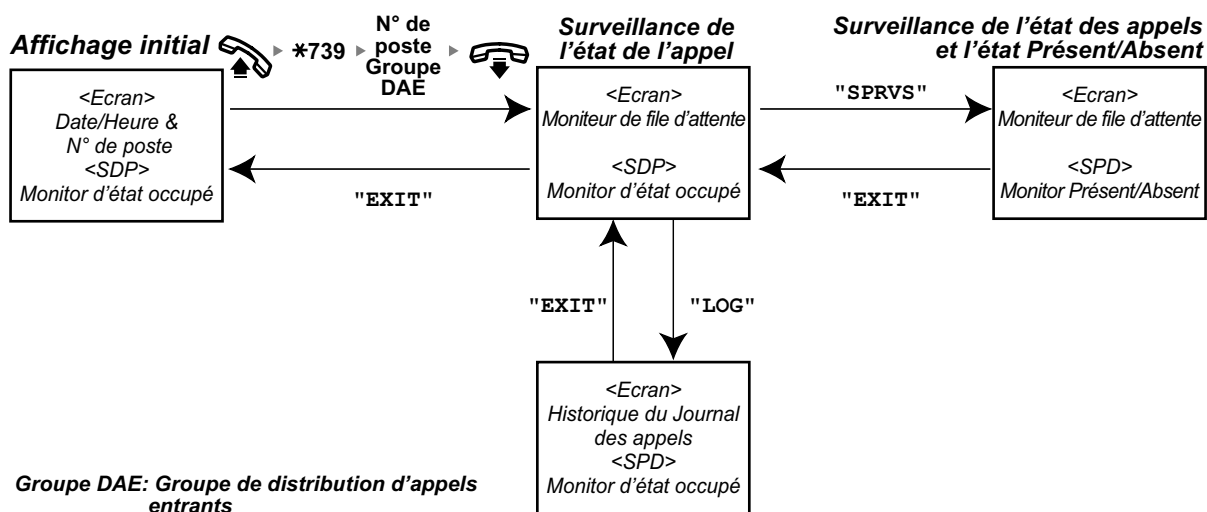 Affichage initial
*739
N° de
poste
Groupe
DAE
Surveillance de
l'état de l'appel
Surveillance de l'état des appels
et l'état Présent/Absent
<Ecran>
Date/Heure &
N° de poste
<SDP>
Monitor d'état occupé
"EXIT"
<Ecran>
Moniteur de file d'attente
<SDP>
Monitor d'état occupé
"SPRVS"
"EXIT"
<Ecran>
Moniteur de file d'attente
<SPD>
Monitor Présent/Absent
"EXIT"
"LOG"
<Ecran>
Historique du Journal
des appels
<SPD>
Monitor d'état occupé
Groupe DAE: Groupe de distribution d'appels
entrants